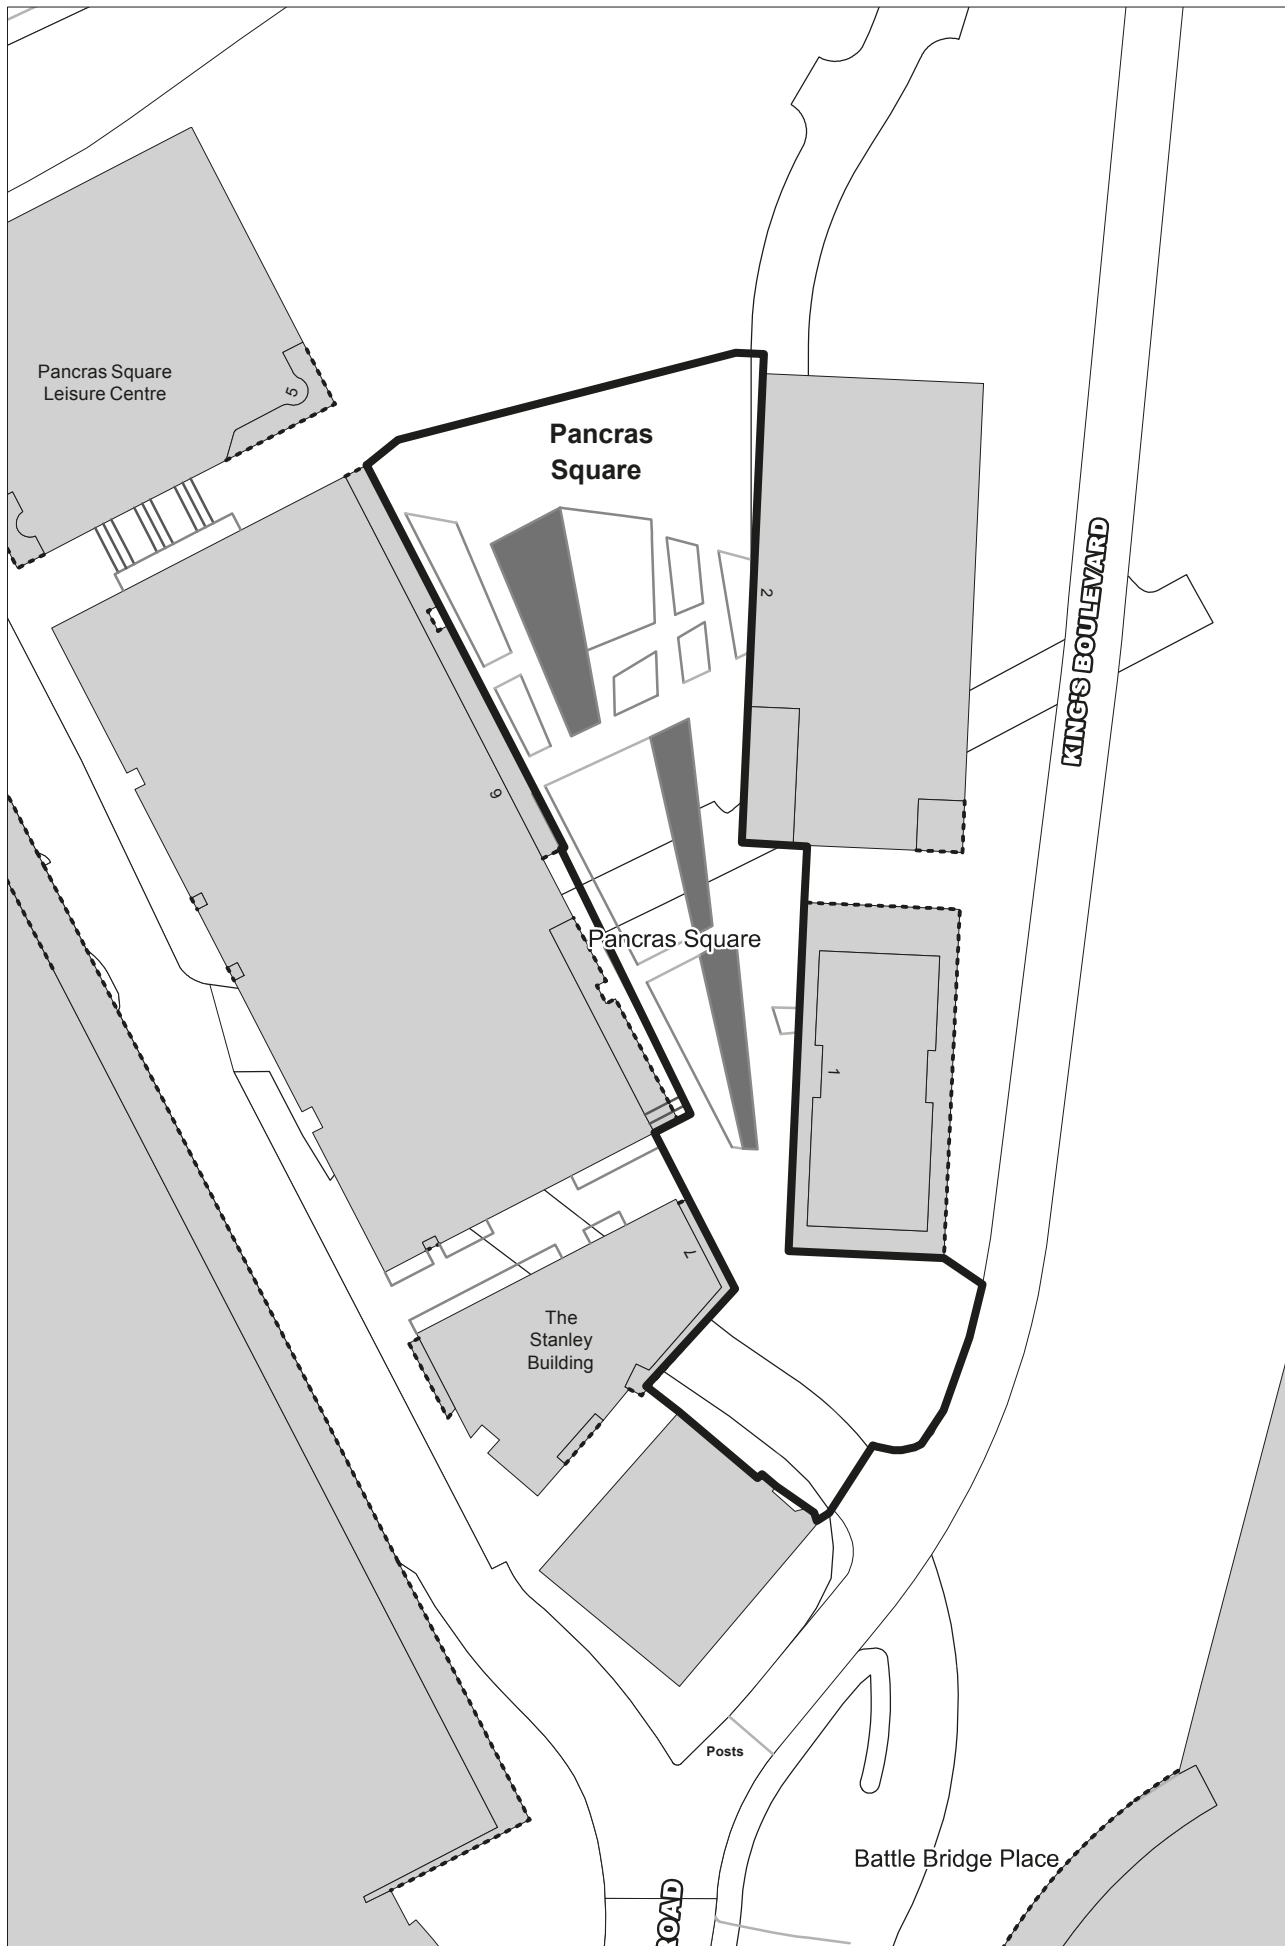 Pancras Square
Leisure Centre
5
Pancras
Square
2
KING'S BOULEVARD
6
Pancras Square
1
7
The
Stanley
Building
Posts
Battle Bridge Place
ROAD